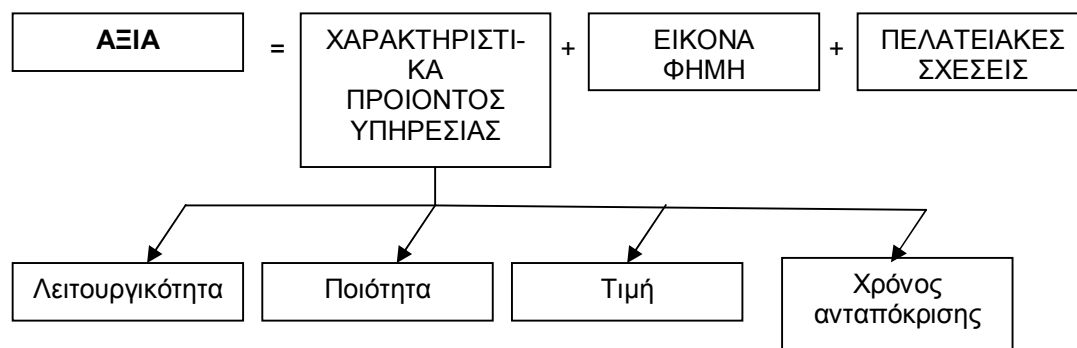 ΑΞΙΑ
=
ΧΑΡΑΚΤΗΡΙΣΤΙ-
ΚΑ
ΠΡΟΙΟΝΤΟΣ
ΥΠΗΡΕΣΙΑΣ
+
ΕΙΚΟΝΑ
ΦΗΜΗ
+
ΠΕΛΑΤΕΙΑΚΕΣ
ΣΧΕΣΕΙΣ
Λειτουργικότητα
Ποιότητα
Τιμή
Χρόνος
ανταπόκρισης